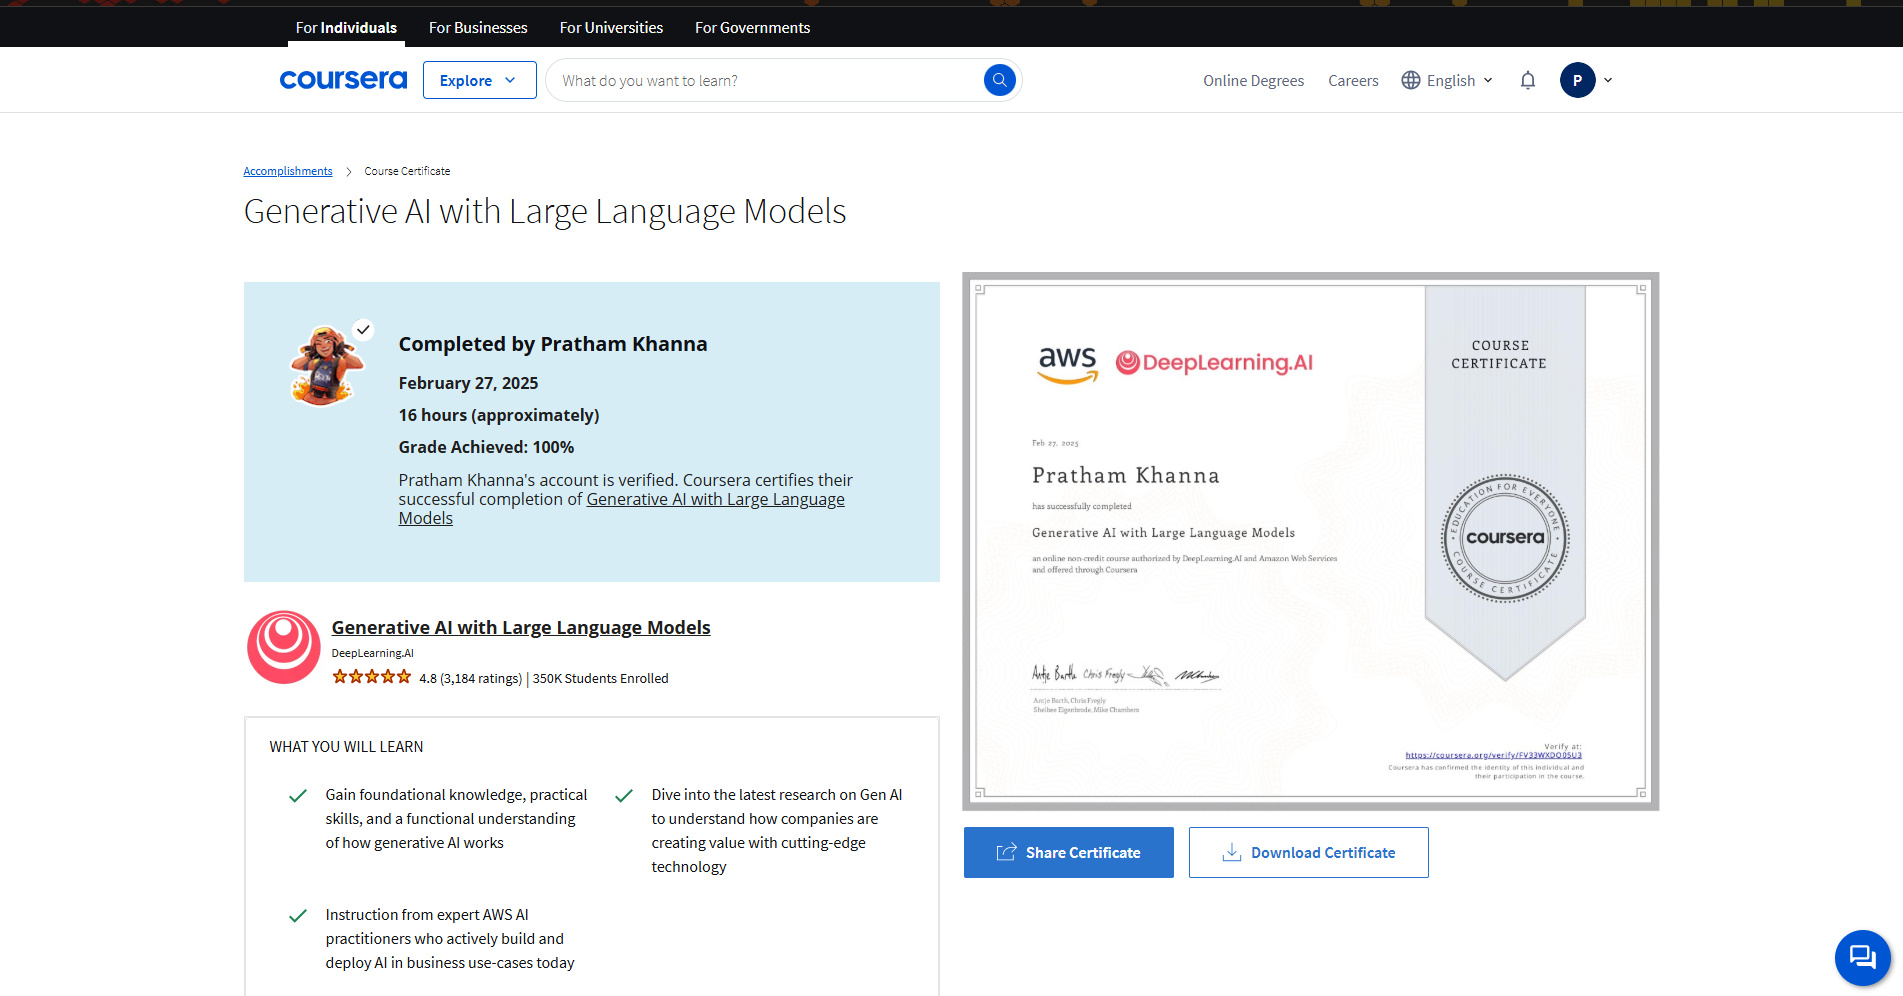 For Individuals
For Businesses
For Universities
For Governments
coursera
Explore
What do you want to learn?
Online Degrees
Careers
English
P
Accomplishments
Course Certificate
Generative AI with Large Language Models
Completed by Pratham Khanna
February 27, 2025
16 hours (approximately)
Grade Achieved: 100%
Pratham Khanna's account is verified. Coursera certifies their
successful completion of Generative AI with Large Language
Models
Generative AI with Large Language Models
DeepLearning.AI
4.8 (3,184 ratings) | 350K Students Enrolled
WHAT YOU WILL LEARN
Gain foundational knowledge, practical
skills, and a functional understanding
of how generative AI works
Dive into the latest research on Gen AI
to understand how companies are
creating value with cutting-edge
technology
Instruction from expert AWS AI
practitioners who actively build and
deploy AI in business use-cases today
aws
DeepLearning.AI
COURSE
CERTIFICATE
Feb 27, 2025
Pratham Khanna
has successfully completed
Generative AI with Large Language Models
an online non-credit course authorized by DeepLearning.AI and Amazon Web Services
and offered through Coursera
EDUCATION FOR EVERYONE
coursera
COURSE CERTIFICATE
Antje Barth Chris Fregly
Antje Barth, Chris Fregly
Shelbee Eigenbrode, Mike Chambers
Verify at:
https://coursera.org/verify/FV33WXDO05U3
Coursera has confirmed the identity of this individual and
their participation in the course.
Share Certificate
Download Certificate